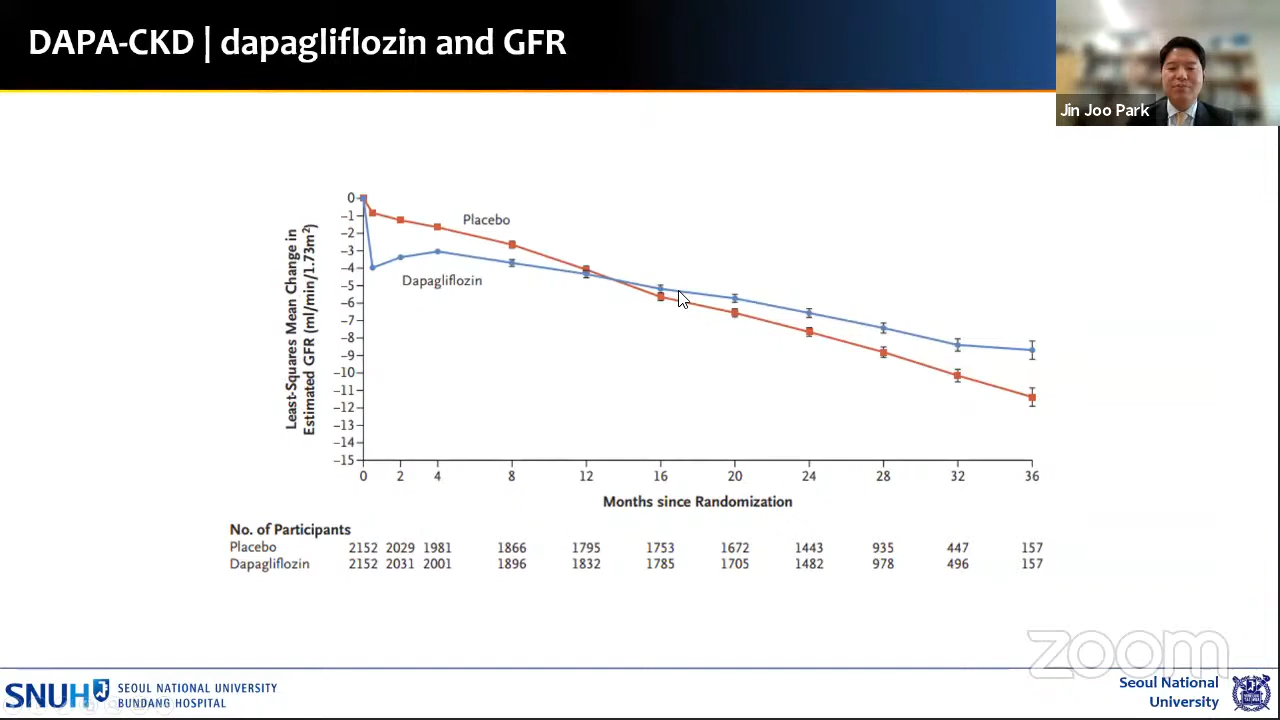 DAPA-CKD | dapagliflozin and GFR
Jin Joo Park
Least-Squares Mean Change in
Estimated GFR (ml/min/1.73m²)
0
−1
−2
−3
−4
−5
−6
−7
−8
−9
−10
−11
−12
−13
−14
−15
Placebo
Dapagliflozin
0 2 4 8 12 16 20 24 28 32 36
Months since Randomization
No. of Participants
Placebo 2152 2029 1981 1866 1795 1753 1672 1443 935 447 157
Dapagliflozin 2152 2031 2001 1896 1832 1785 1705 1482 978 496 157
zoom
SNUH
SEOUL NATIONAL UNIVERSITY
BUNDANG HOSPITAL
Seoul National
University